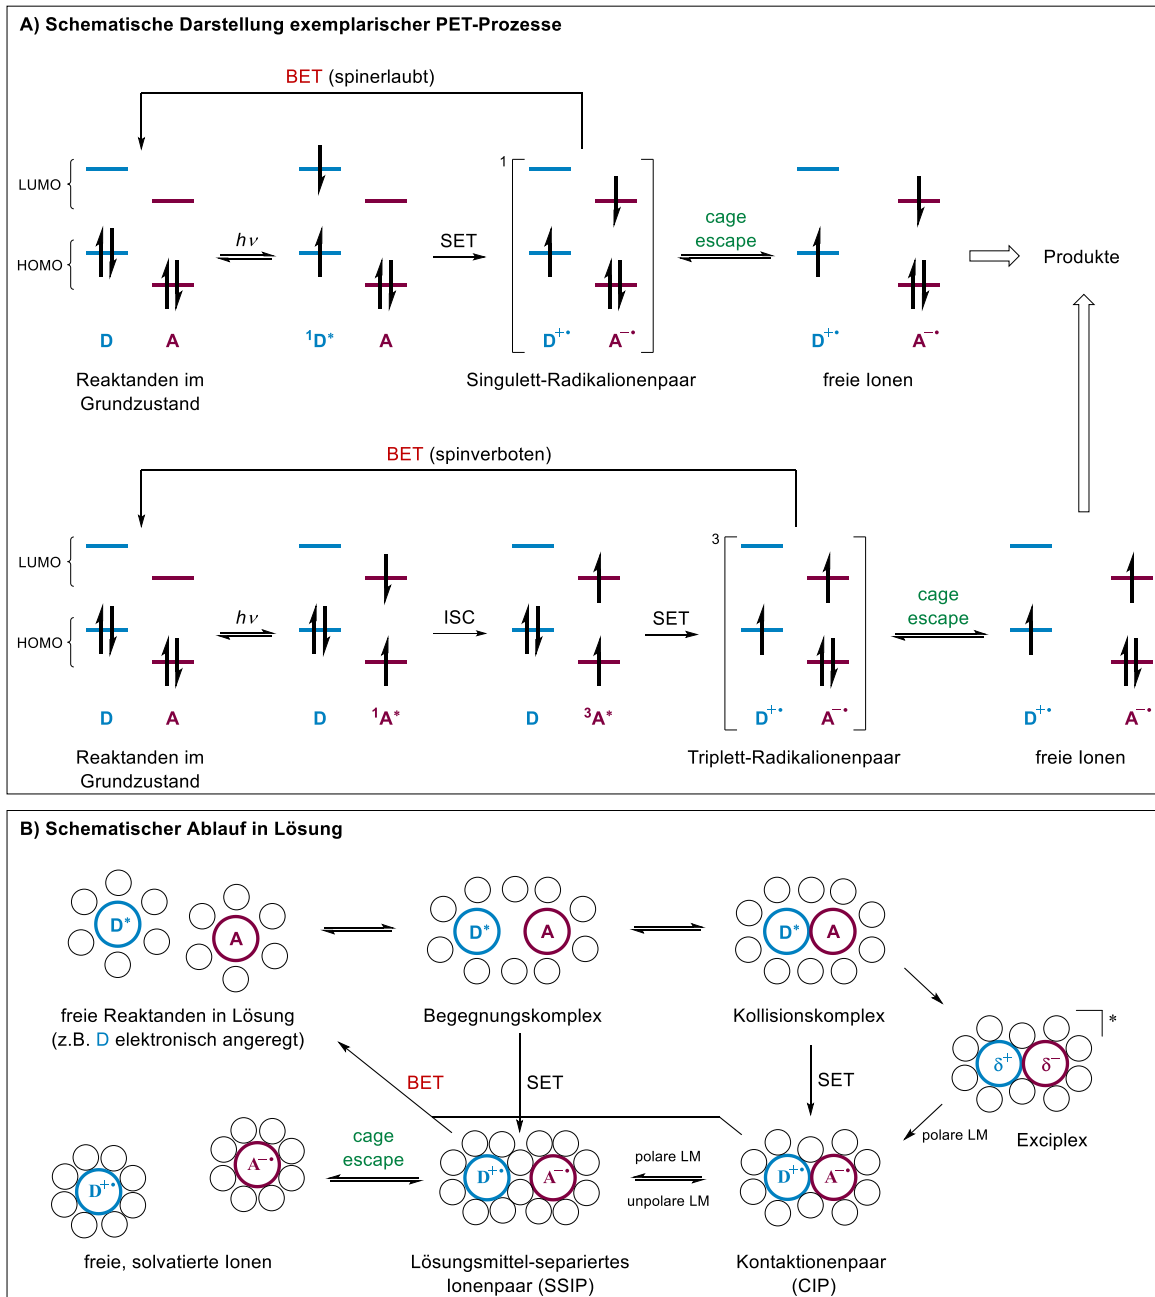 A) Schematische Darstellung exemplarischer PET-Prozesse
BET (spinerlaubt)
LUMO
HOMO
hν
SET
1
cage
escape
Produkte
D A
¹D* A
D⁺• A⁻•
D⁺• A⁻•
Reaktanden im
Grundzustand
Singulett-Radikalionenpaar
freie Ionen
BET (spinverboten)
LUMO
HOMO
hν
ISC
SET
3
cage
escape
D A
D ¹A*
D ³A*
D⁺• A⁻•
D⁺• A⁻•
Reaktanden im
Grundzustand
Triplett-Radikalionenpaar
freie Ionen
B) Schematischer Ablauf in Lösung
D* A
D* A
D* A
freie Reaktanden in Lösung
(z.B. D elektronisch angeregt)
Begegnungskomplex
Kollisionskomplex
*
δ⁺ δ⁻
Exciplex
BET
SET
SET
polare LM
D⁺• A⁻•
cage
escape
D⁺• A⁻•
polare LM
unpolare LM
D⁺• A⁻•
freie, solvatierte Ionen
Lösungsmittel-separiertes
Ionenpaar (SSIP)
Kontaktionenpaar
(CIP)